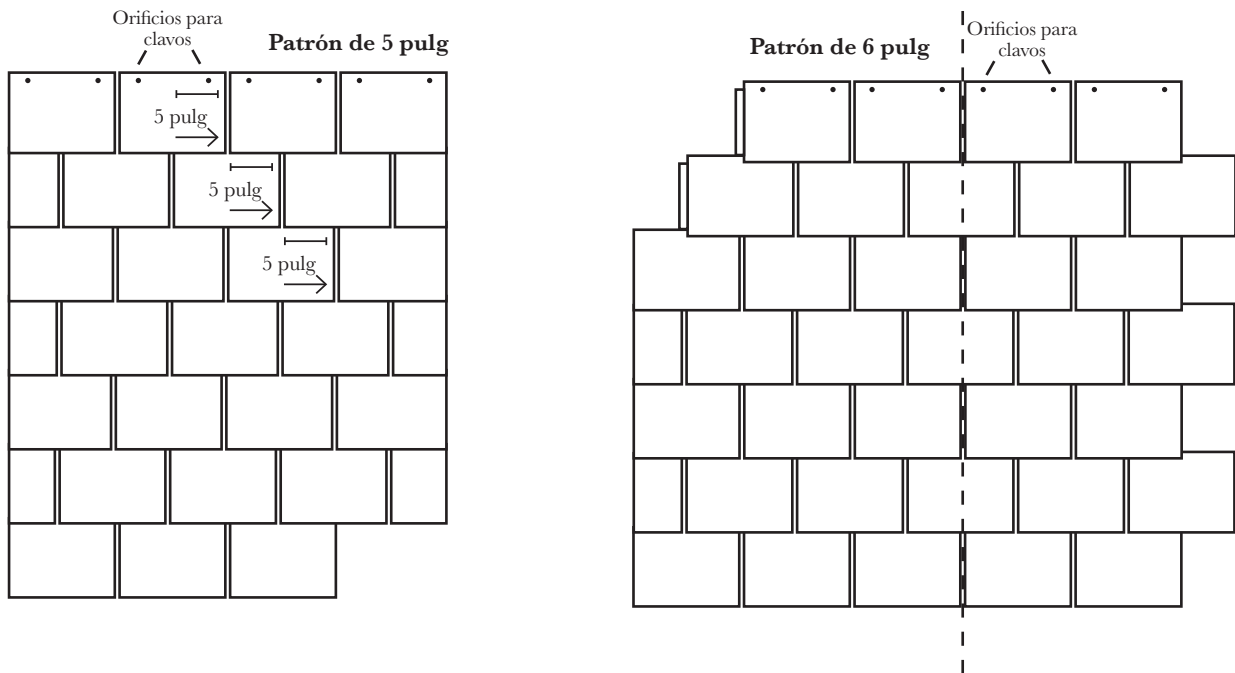 Orificios para
clavos
Patrón de 5 pulg
5 pulg
5 pulg
5 pulg
Patrón de 6 pulg
Orificios para
clavos